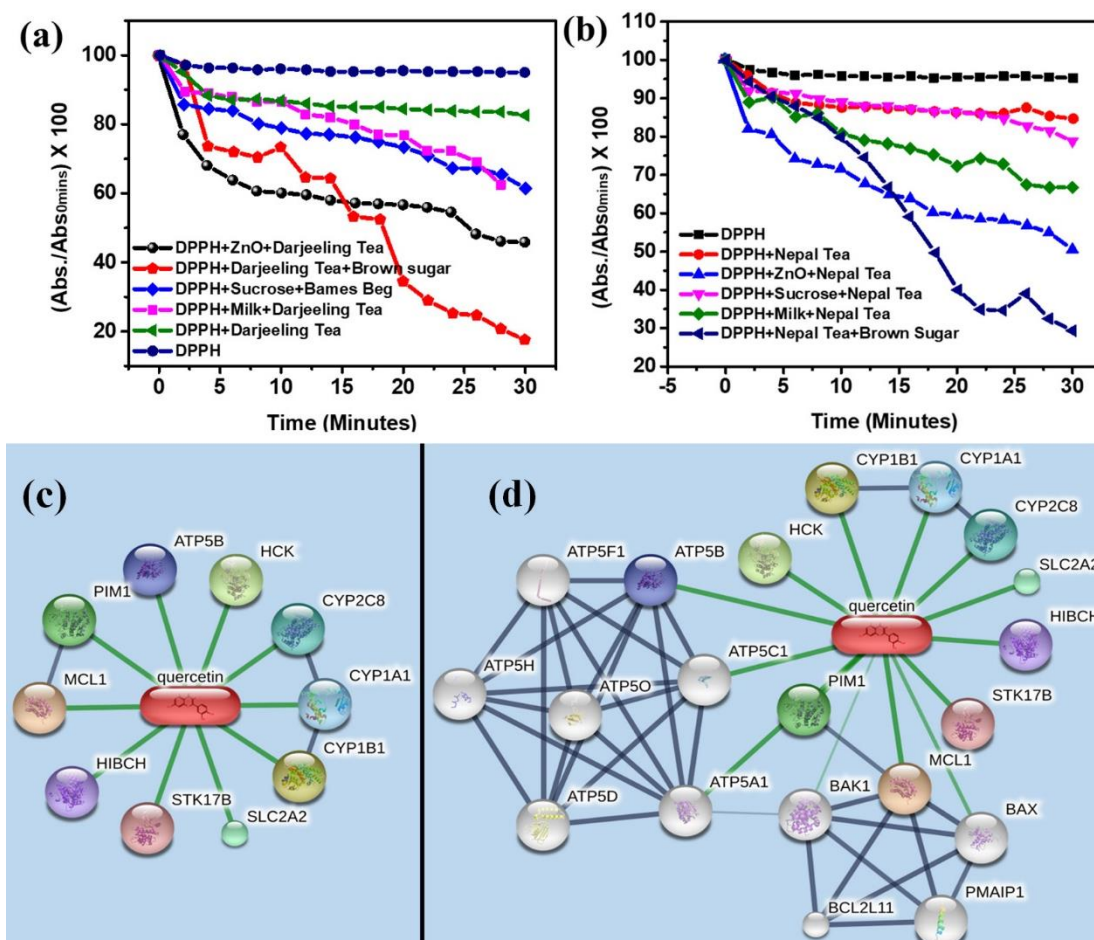 (a)
(Abs./Abs0mins) X 100
100
80
60
40
20
DPPH+ZnO+Darjeeling Tea
DPPH+Darjeeling Tea+Brown sugar
DPPH+Sucrose+Bames Beg
DPPH+Milk+Darjeeling Tea
DPPH+Darjeeling Tea
DPPH
0 5 10 15 20 25 30
Time (Minutes)
(b)
(Abs./Abs0mins) X 100
110
100
90
80
70
60
50
40
30
20
DPPH
DPPH+Nepal Tea
DPPH+ZnO+Nepal Tea
DPPH+Sucrose+Nepal Tea
DPPH+Milk+Nepal Tea
DPPH+Nepal Tea+Brown Sugar
-5 0 5 10 15 20 25 30
Time (Minutes)
(c)
ATP5B
HCK
PIM1
CYP2C8
quercetin
MCL1
CYP1A1
CYP1B1
HIBCH
STK17B
SLC2A2
(d)
CYP1B1
CYP1A1
CYP2C8
HCK
ATP5F1
ATP5B
SLC2A2
quercetin
HIBCH
ATP5C1
ATP5H
PIM1
ATP5O
STK17B
MCL1
ATP5A1
BAK1
ATP5D
BAX
PMAIP1
BCL2L11